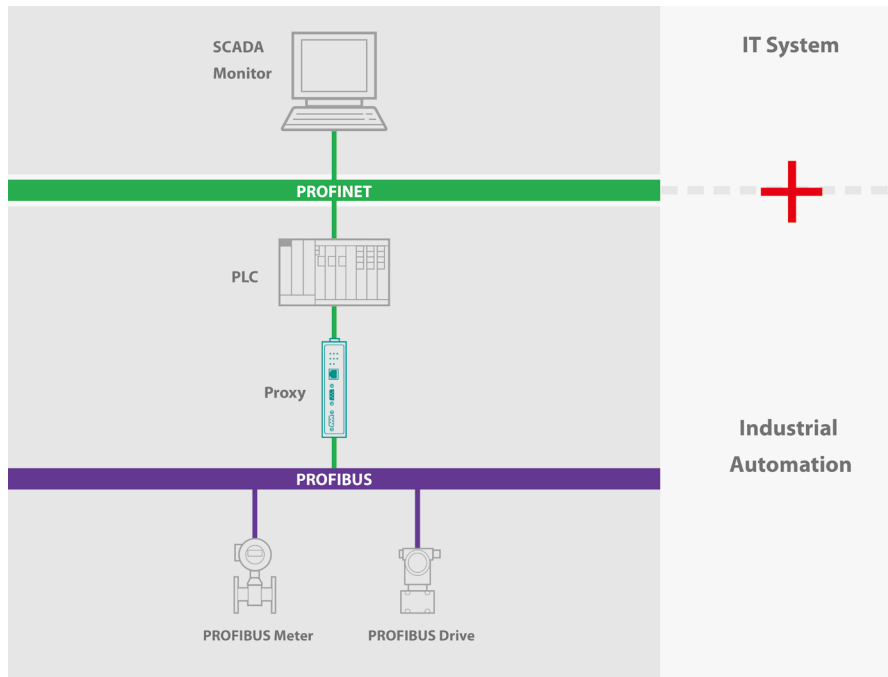 SCADA
Monitor
IT System
PROFINET
PLC
Proxy
Industrial
Automation
PROFIBUS
PROFIBUS Meter
PROFIBUS Drive